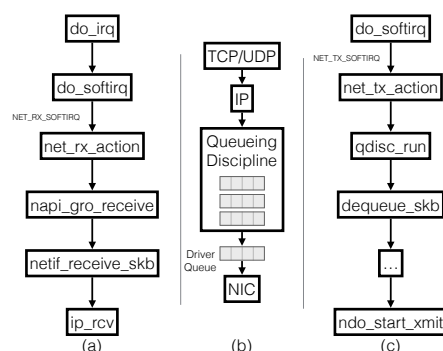 do_irq
do_softirq
NET_RX_SOFTIRQ
net_rx_action
napi_gro_receive
netif_receive_skb
ip_rcv
(a)
TCP/UDP
IP
Queueing
Discipline
Driver
Queue
NIC
(b)
do_softirq
NET_TX_SOFTIRQ
net_tx_action
qdisc_run
dequeue_skb
...
ndo_start_xmit
(c)